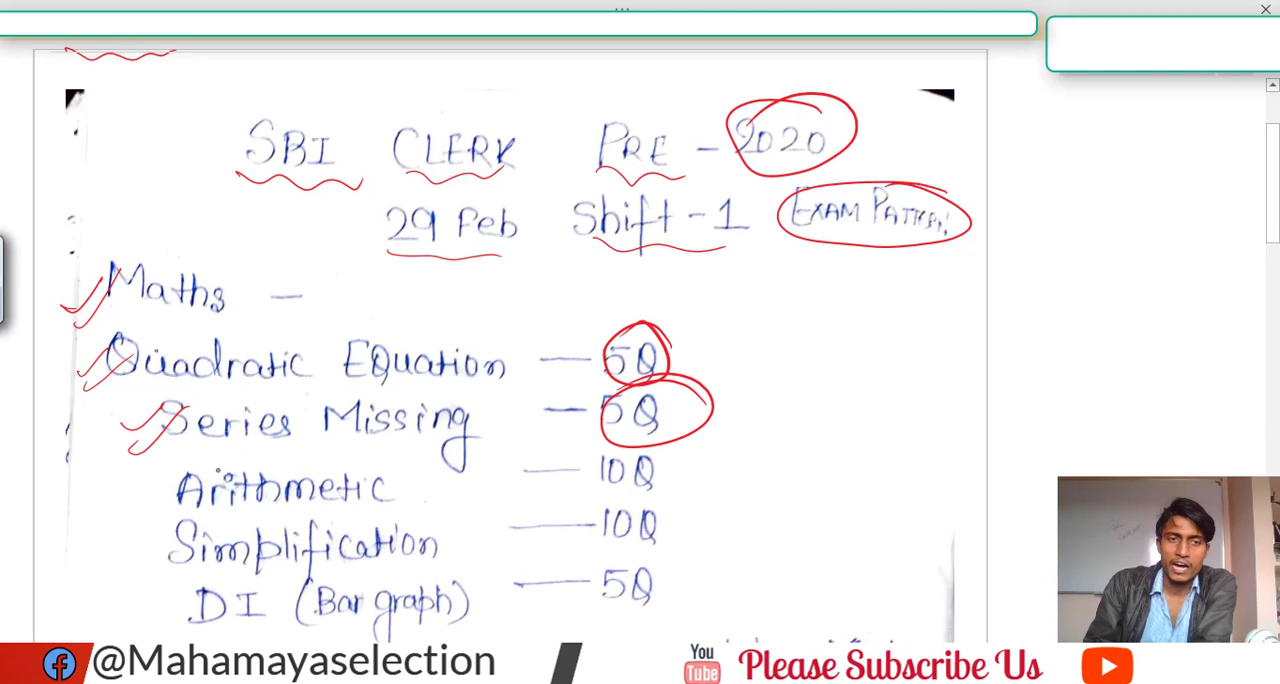 SBI CLERK PRE - 2020
29 Feb Shift - 1 EXAM
Maths —
Quadratic EQuation — 5Q
Series Missing — 5Q
Arithmetic — 10Q
Simplification — 10Q
DI (Bar graph) — 5Q
@Mahamayaselection
You Tube Please Subscribe Us